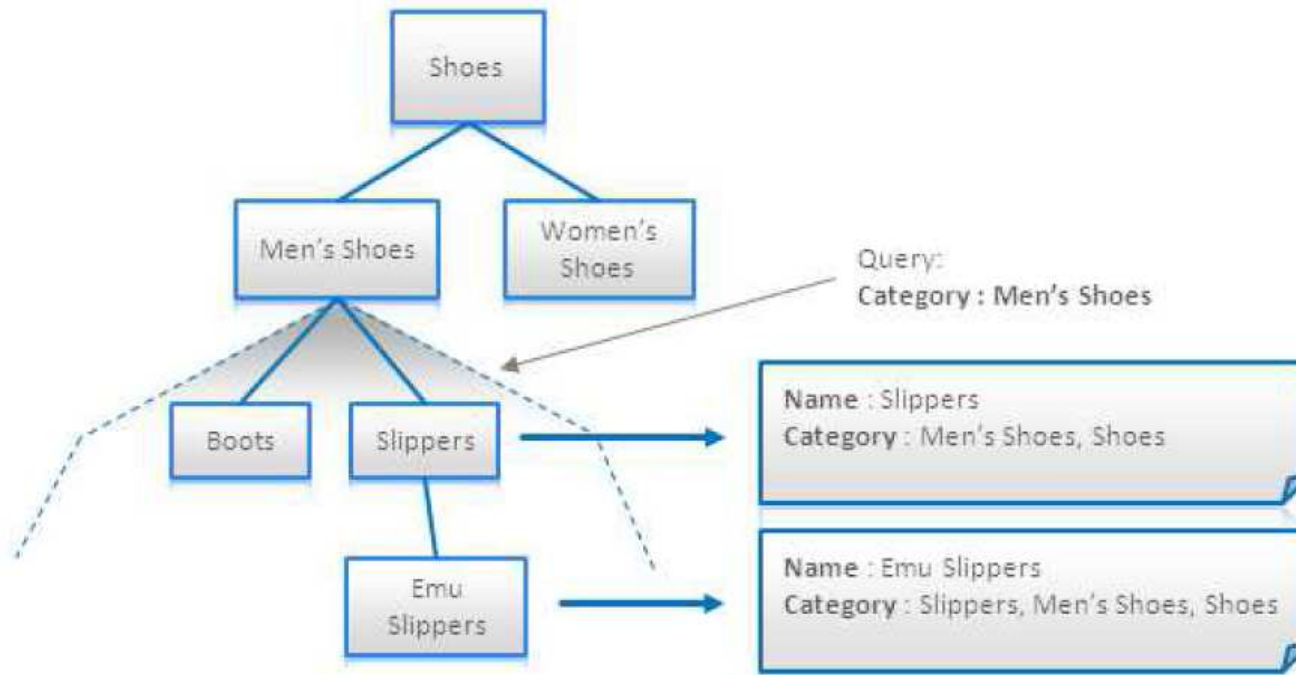 Shoes
Men's Shoes
Women's
Shoes
Query:
Category : Men's Shoes
Boots
Slippers
Name : Slippers
Category : Men's Shoes, Shoes
Emu
Slippers
Name : Emu Slippers
Category : Slippers, Men's Shoes, Shoes